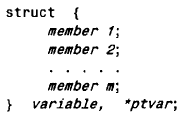 struct {
member 1;
member 2;
. . . . .
member m;
} variable, *ptvar;